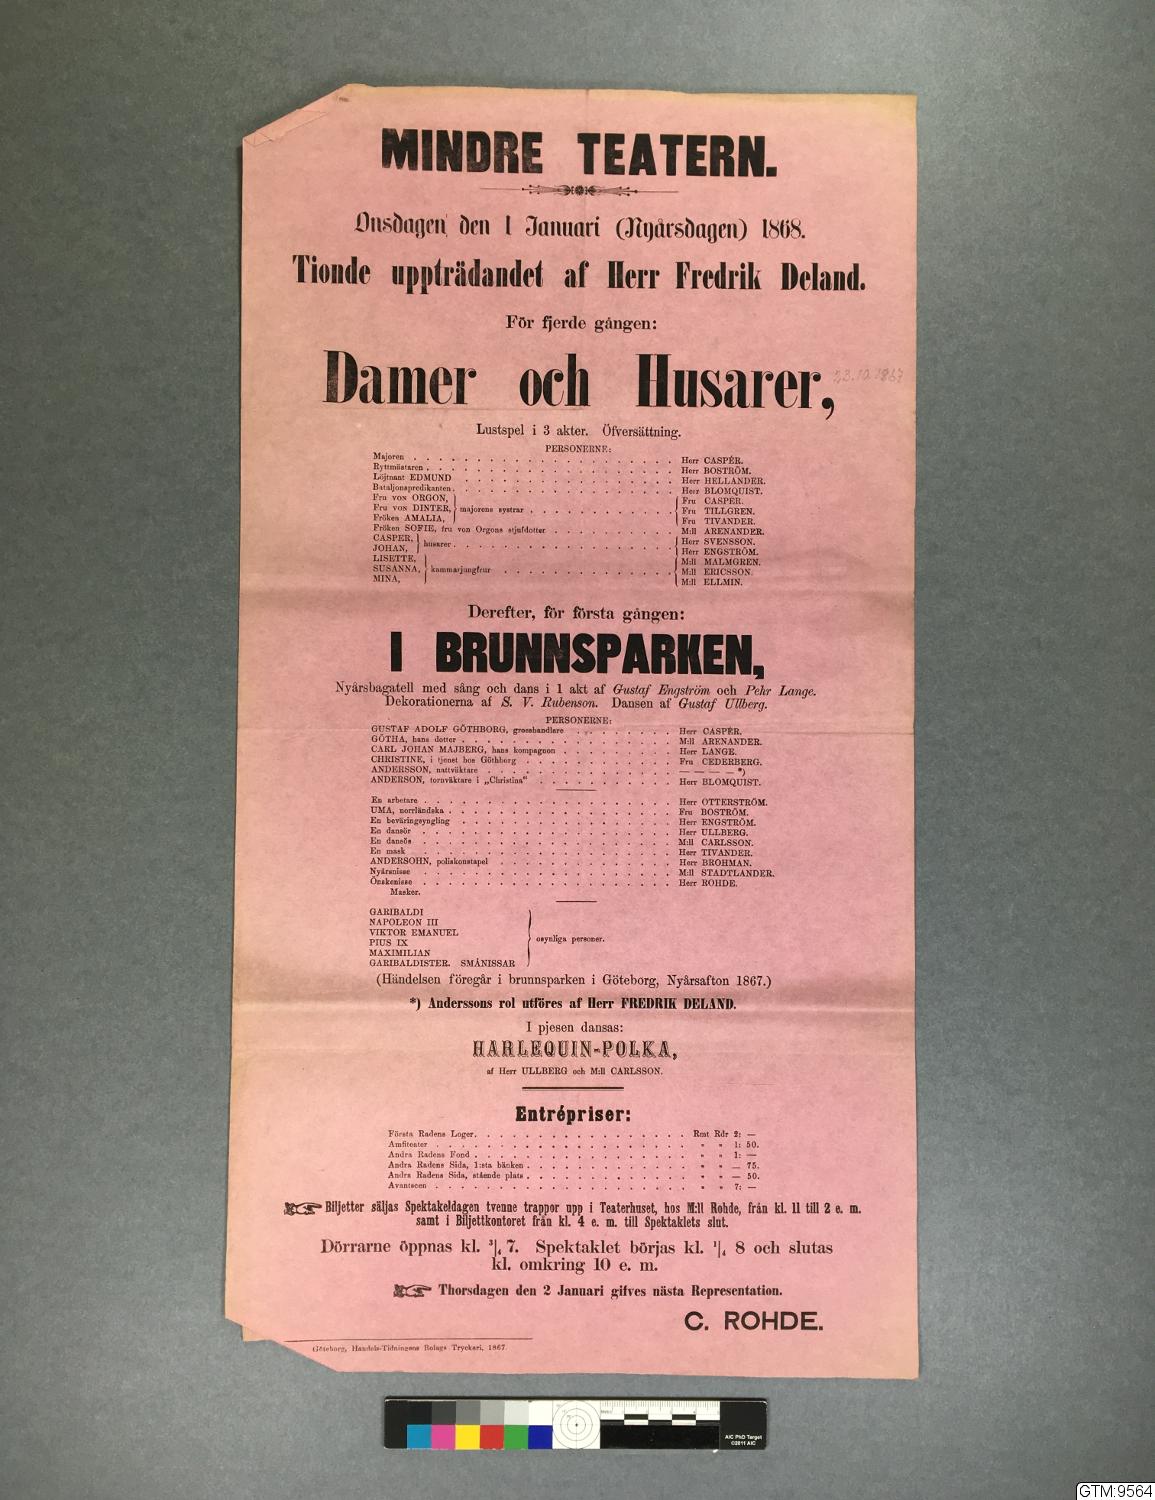 MINDRE TEATERN.
Onsdagen den 1 Januari (Nyårsdagen) 1868.
Tionde uppträdandet af Herr Fredrik Deland.
För fjerde gången:
Damer och Husarer,
23.10.1867
Lustspel i 3 akter. Öfversättning.
PERSONERNE:
Majoren . . . Herr CASPÉR.
Ryttmästaren . . . Herr BOSTRÖM.
Löjtnant EDMUND . . . Herr HELLANDER.
Bataljonspredikanten . . . Herr BLOMQUIST.
Fru von ORGON, Fru CASPÉR.
Fru von DINTER, majorens systrar . . . Fru TILLGREN.
Fröken AMALIA, Fru TIVANDER.
Fröken SOFIE, fru von Orgons stjufdotter . . . M:ll ARENANDER.
CASPER, Herr SVENSSON.
JOHAN, husarer . . . Herr ENGSTRÖM.
LISETTE, M:ll MALMGREN.
SUSANNA, kammarjungfrur . . . M:ll ERICSSON.
MINA, M:ll ELLMIN.
Derefter, för första gången:
I BRUNNSPARKEN,
Nyårsbagatell med sång och dans i 1 akt af Gustaf Engström och Pehr Lange.
Dekorationerna af S. V. Rubenson. Dansen af Gustaf Ullberg.
PERSONERNE:
GUSTAF ADOLF GÖTHBORG, grosshandlare . . . Herr CASPÉR.
GÖTHA, hans dotter . . . M:ll ARENANDER.
CARL JOHAN MAJBERG, hans kompagnon . . . Herr LANGE.
CHRISTINE, i tjenst hos Göthborg . . . Fru CEDERBERG.
ANDERSSON, nattväktare . . . — — — — *)
ANDERSON, tornväktare i „Christina“ . . . Herr BLOMQUIST.
En arbetare . . . Herr OTTERSTRÖM.
UMA, norrländska . . . Fru BOSTRÖM.
En beväringsyngling . . . Herr ENGSTRÖM.
En dansör . . . Herr ULLBERG.
En dansös . . . M:ll CARLSSON.
En mask . . . Herr TIVANDER.
ANDERSOHN, poliskonstapel . . . Herr BROHMAN.
Nyårsnisse . . . M:ll STADTLANDER.
Önskenisse . . . Herr ROHDE.
Masker.
GARIBALDI
NAPOLEON III
VIKTOR EMANUEL
PIUS IX osynliga personer.
MAXIMILIAN
GARIBALDISTER. SMÅNISSAR
(Händelsen föregår i brunnsparken i Göteborg, Nyårsafton 1867.)
*) Anderssons rol utföres af Herr FREDRIK DELAND.
I pjesen dansas:
HARLEQUIN-POLKA,
af Herr ULLBERG och M:ll CARLSSON.
Entrépriser:
Första Radens Loger. . . . Rmt Rdr 2: —
Amfiteater . . . „ „ 1: 50.
Andra Radens Fond . . . „ „ 1: —
Andra Radens Sida, 1:sta bänken . . . „ „ — 75.
Andra Radens Sida, stående plats . . . „ „ — 50.
Avantscen . . . „ „ 7: —
Biljetter säljas Spektakeldagen tvenne trappor upp i Teaterhuset, hos M:ll Rohde, från kl. 11 till 2 e. m.
samt i Biljettkontoret från kl. 4 e. m. till Spektaklets slut.
Dörrarne öppnas kl. 3/4 7. Spektaklet börjas kl. 1/4 8 och slutas
kl. omkring 10 e. m.
Thorsdagen den 2 Januari gifves nästa Representation.
C. ROHDE.
Göteborg, Handels-Tidningens Bolags Tryckeri, 1867.
AIC PhD Target
©2011 AIC
GTM:9564